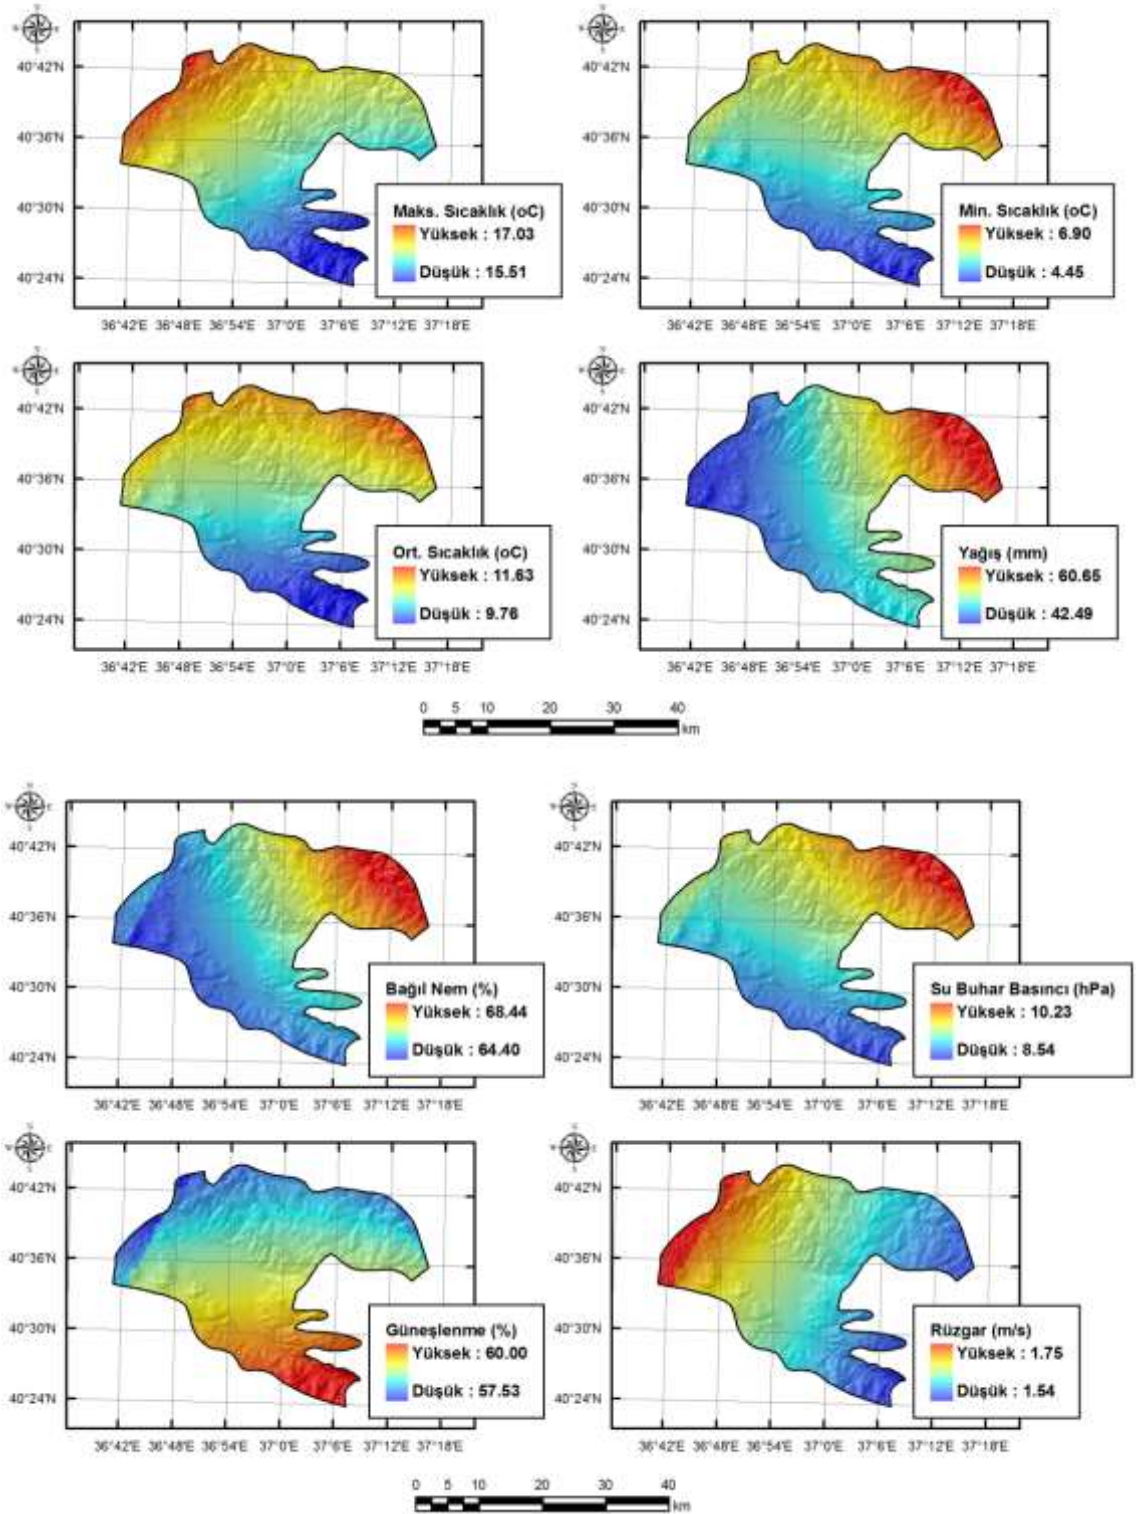 40°42'N
40°36'N
40°30'N
40°24'N
Maks. Sıcaklık (oC)
Yüksek : 17.03
Düşük : 15.51
36°42'E 36°48'E 36°54'E 37°0'E 37°6'E 37°12'E 37°18'E
40°42'N
40°36'N
40°30'N
40°24'N
Min. Sıcaklık (oC)
Yüksek : 6.90
Düşük : 4.45
36°42'E 36°48'E 36°54'E 37°0'E 37°6'E 37°12'E 37°18'E
40°42'N
40°36'N
40°30'N
40°24'N
Ort. Sıcaklık (oC)
Yüksek : 11.63
Düşük : 9.76
36°42'E 36°48'E 36°54'E 37°0'E 37°6'E 37°12'E 37°18'E
40°42'N
40°36'N
40°30'N
40°24'N
Yağış (mm)
Yüksek : 60.65
Düşük : 42.49
36°42'E 36°48'E 36°54'E 37°0'E 37°6'E 37°12'E 37°18'E
0 5 10 20 30 40
km
40°42'N
40°36'N
40°30'N
40°24'N
Bağıl Nem (%)
Yüksek : 68.44
Düşük : 64.40
36°42'E 36°48'E 36°54'E 37°0'E 37°6'E 37°12'E 37°18'E
40°42'N
40°36'N
40°30'N
40°24'N
Su Buhar Basıncı (hPa)
Yüksek : 10.23
Düşük : 8.54
36°42'E 36°48'E 36°54'E 37°0'E 37°6'E 37°12'E 37°18'E
40°42'N
40°36'N
40°30'N
40°24'N
Güneşlenme (%)
Yüksek : 60.00
Düşük : 57.53
36°42'E 36°48'E 36°54'E 37°0'E 37°6'E 37°12'E 37°18'E
40°42'N
40°36'N
40°30'N
40°24'N
Rüzgar (m/s)
Yüksek : 1.75
Düşük : 1.54
36°42'E 36°48'E 36°54'E 37°0'E 37°6'E 37°12'E 37°18'E
0 5 10 20 30 40
km